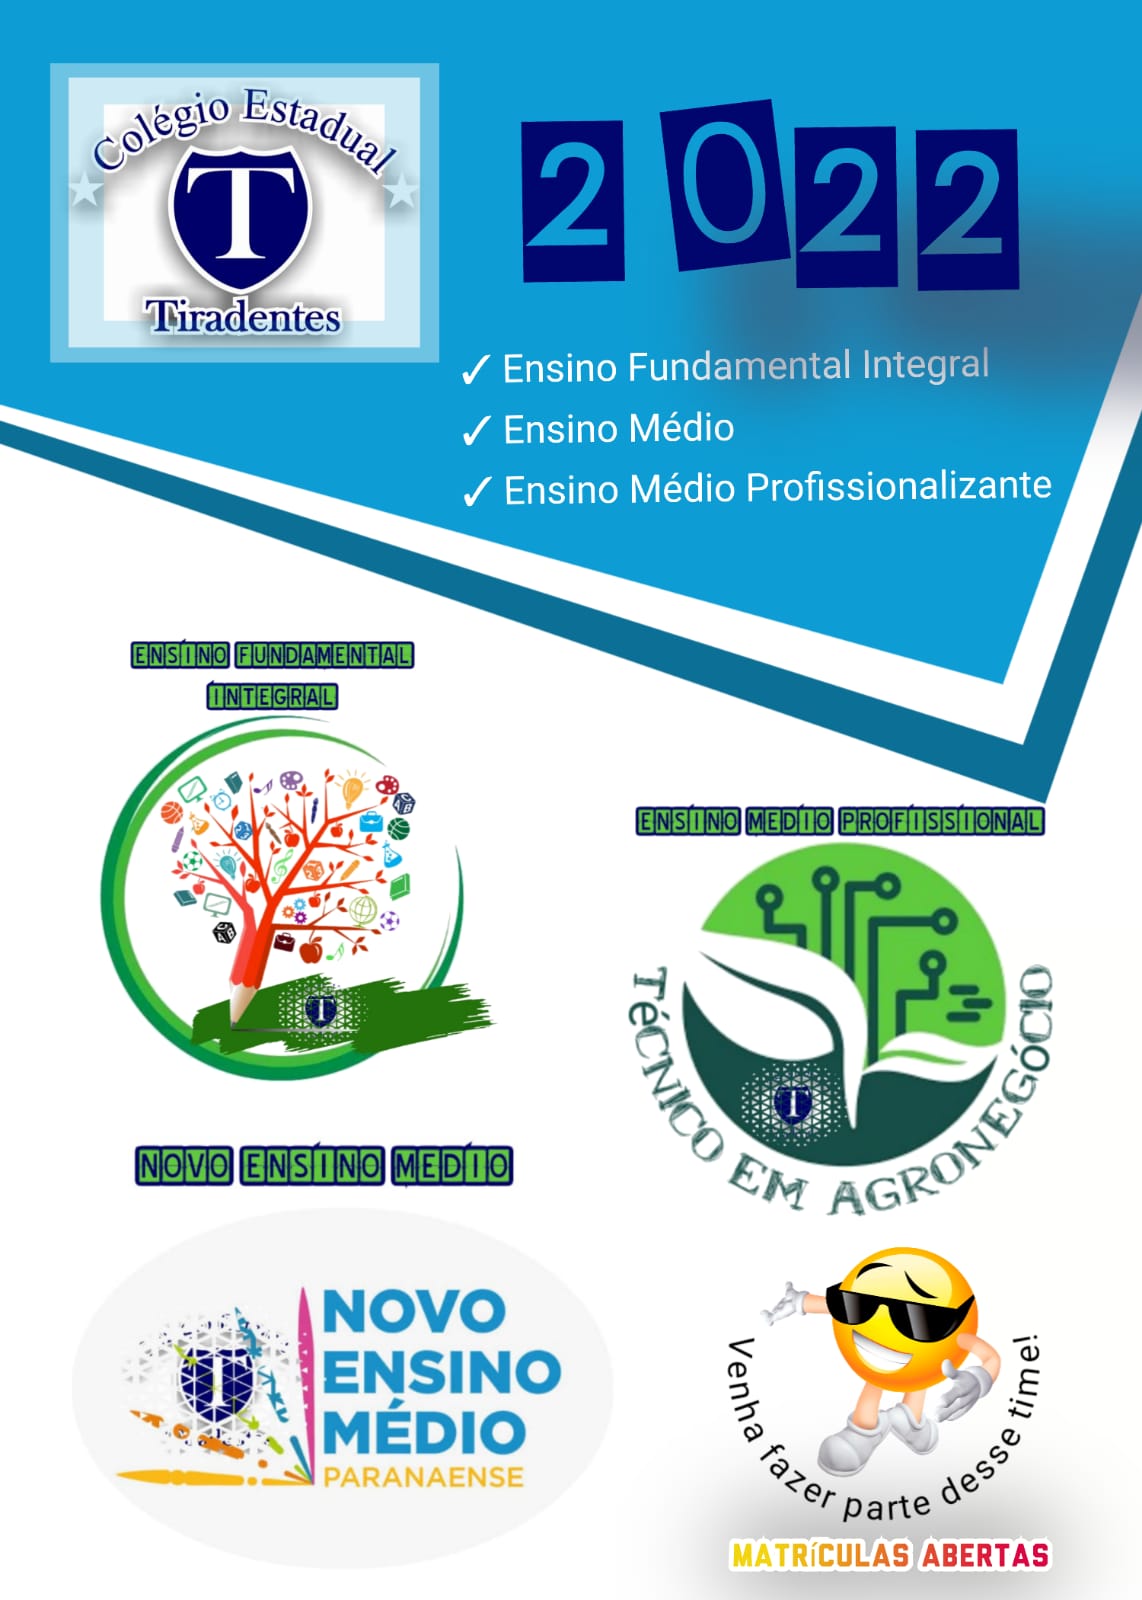 Colégio Estadual
T
Tiradentes
2022
✓ Ensino Fundamental Integral
✓ Ensino Médio
✓ Ensino Médio Profissionalizante
ENSINO FUNDAMENTAL
INTEGRAL
T
ENSINO MEDIO PROFISSIONAL
T
TÉCNICO EM AGRONEGÓCIO
NOVO ENSINO MEDIO
T
NOVO
ENSINO
MÉDIO
PARANAENSE
Venha fazer parte desse time!
MATRÍCULAS ABERTAS